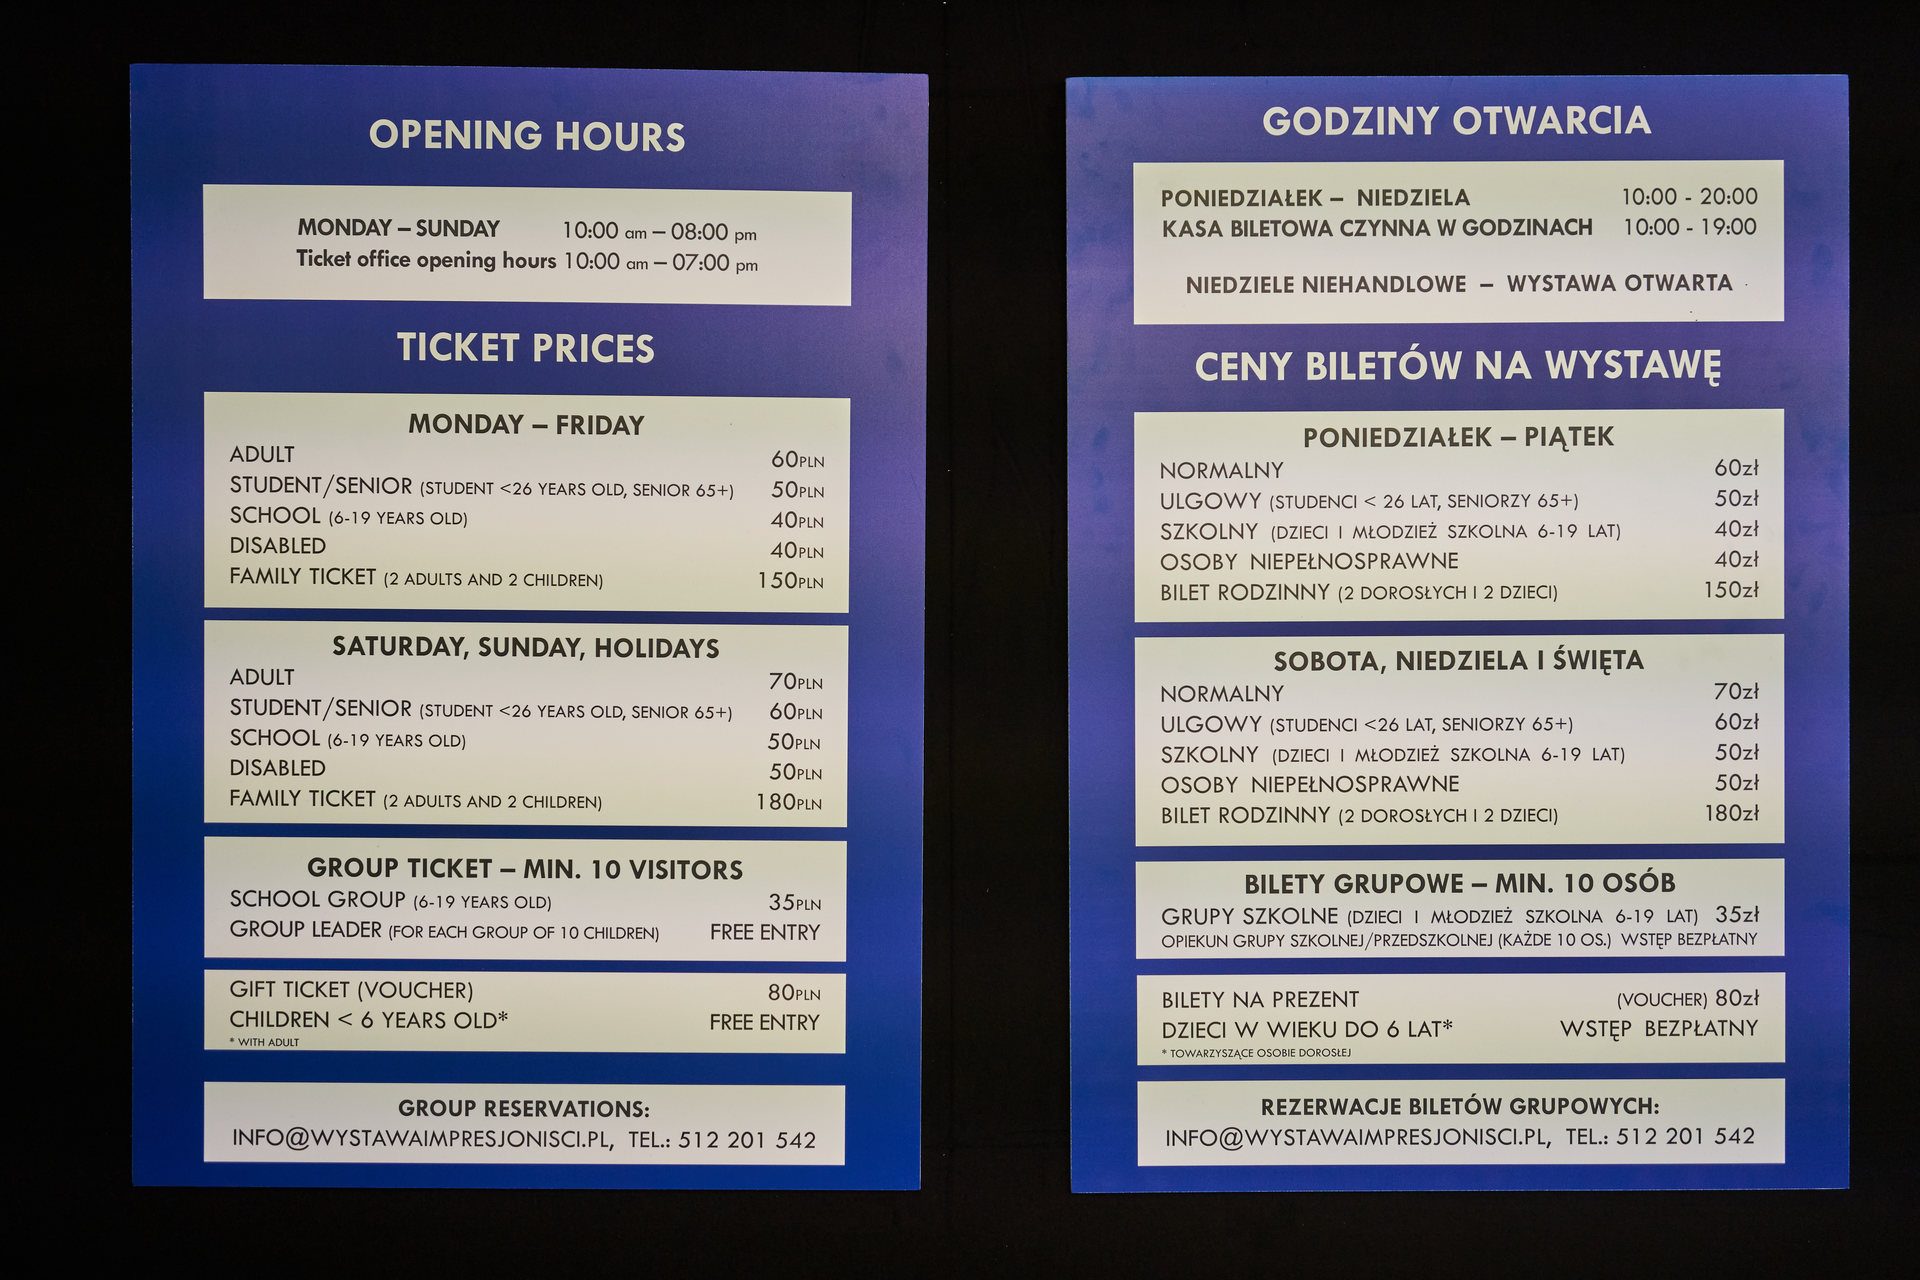 OPENING HOURS
MONDAY – SUNDAY 10:00 am – 08:00 pm
Ticket office opening hours 10:00 am – 07:00 pm
TICKET PRICES
MONDAY – FRIDAY
ADULT 60PLN
STUDENT/SENIOR (STUDENT <26 YEARS OLD, SENIOR 65+) 50PLN
SCHOOL (6-19 YEARS OLD) 40PLN
DISABLED 40PLN
FAMILY TICKET (2 ADULTS AND 2 CHILDREN) 150PLN
SATURDAY, SUNDAY, HOLIDAYS
ADULT 70PLN
STUDENT/SENIOR (STUDENT <26 YEARS OLD, SENIOR 65+) 60PLN
SCHOOL (6-19 YEARS OLD) 50PLN
DISABLED 50PLN
FAMILY TICKET (2 ADULTS AND 2 CHILDREN) 180PLN
GROUP TICKET – MIN. 10 VISITORS
SCHOOL GROUP (6-19 YEARS OLD) 35PLN
GROUP LEADER (FOR EACH GROUP OF 10 CHILDREN) FREE ENTRY
GIFT TICKET (VOUCHER) 80PLN
CHILDREN < 6 YEARS OLD* FREE ENTRY
* WITH ADULT
GROUP RESERVATIONS:
INFO@WYSTAWAIMPRESJONISCI.PL, TEL.: 512 201 542
GODZINY OTWARCIA
PONIEDZIAŁEK – NIEDZIELA 10:00 - 20:00
KASA BILETOWA CZYNNA W GODZINACH 10:00 - 19:00
NIEDZIELE NIEHANDLOWE – WYSTAWA OTWARTA
CENY BILETÓW NA WYSTAWĘ
PONIEDZIAŁEK – PIĄTEK
NORMALNY 60zł
ULGOWY (STUDENCI < 26 LAT, SENIORZY 65+) 50zł
SZKOLNY (DZIECI I MŁODZIEŻ SZKOLNA 6-19 LAT) 40zł
OSOBY NIEPEŁNOSPRAWNE 40zł
BILET RODZINNY (2 DOROSŁYCH I 2 DZIECI) 150zł
SOBOTA, NIEDZIELA I ŚWIĘTA
NORMALNY 70zł
ULGOWY (STUDENCI <26 LAT, SENIORZY 65+) 60zł
SZKOLNY (DZIECI I MŁODZIEŻ SZKOLNA 6-19 LAT) 50zł
OSOBY NIEPEŁNOSPRAWNE 50zł
BILET RODZINNY (2 DOROSŁYCH I 2 DZIECI) 180zł
BILETY GRUPOWE – MIN. 10 OSÓB
GRUPY SZKOLNE (DZIECI I MŁODZIEŻ SZKOLNA 6-19 LAT) 35zł
OPIEKUN GRUPY SZKOLNEJ/PRZEDSZKOLNEJ (KAŻDE 10 OS.) WSTĘP BEZPŁATNY
BILETY NA PREZENT (VOUCHER) 80zł
DZIECI W WIEKU DO 6 LAT* WSTĘP BEZPŁATNY
* TOWARZYSZĄCE OSOBIE DOROSŁEJ
REZERWACJE BILETÓW GRUPOWYCH:
INFO@WYSTAWAIMPRESJONISCI.PL, TEL.: 512 201 542